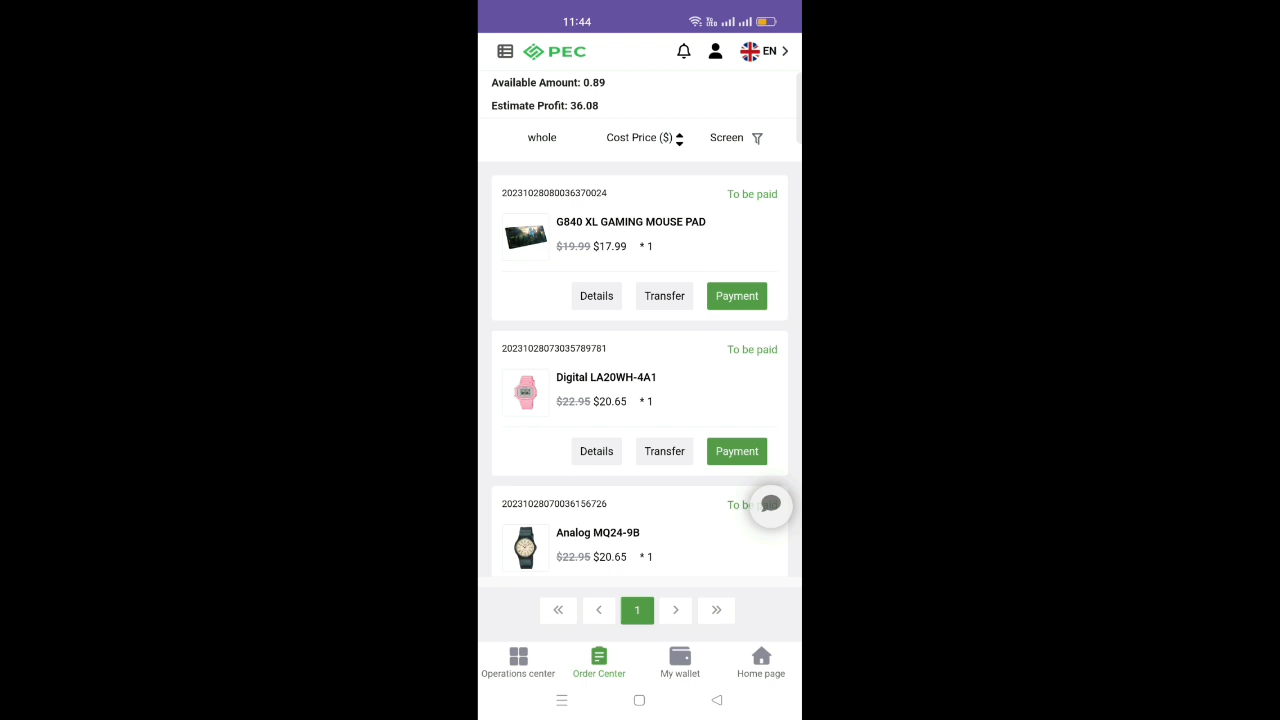 11:44
PEC
EN
Available Amount: 0.89
Estimate Profit: 36.08
whole Cost Price ($) Screen
20231028080036370024 To be paid
G840 XL GAMING MOUSE PAD
$19.99 $17.99 * 1
Details Transfer Payment
20231028073035789781 To be paid
Digital LA20WH-4A1
$22.95 $20.65 * 1
Details Transfer Payment
20231028070036156726 To be paid
Analog MQ24-9B
$22.95 $20.65 * 1
1
Operations center Order Center My wallet Home page